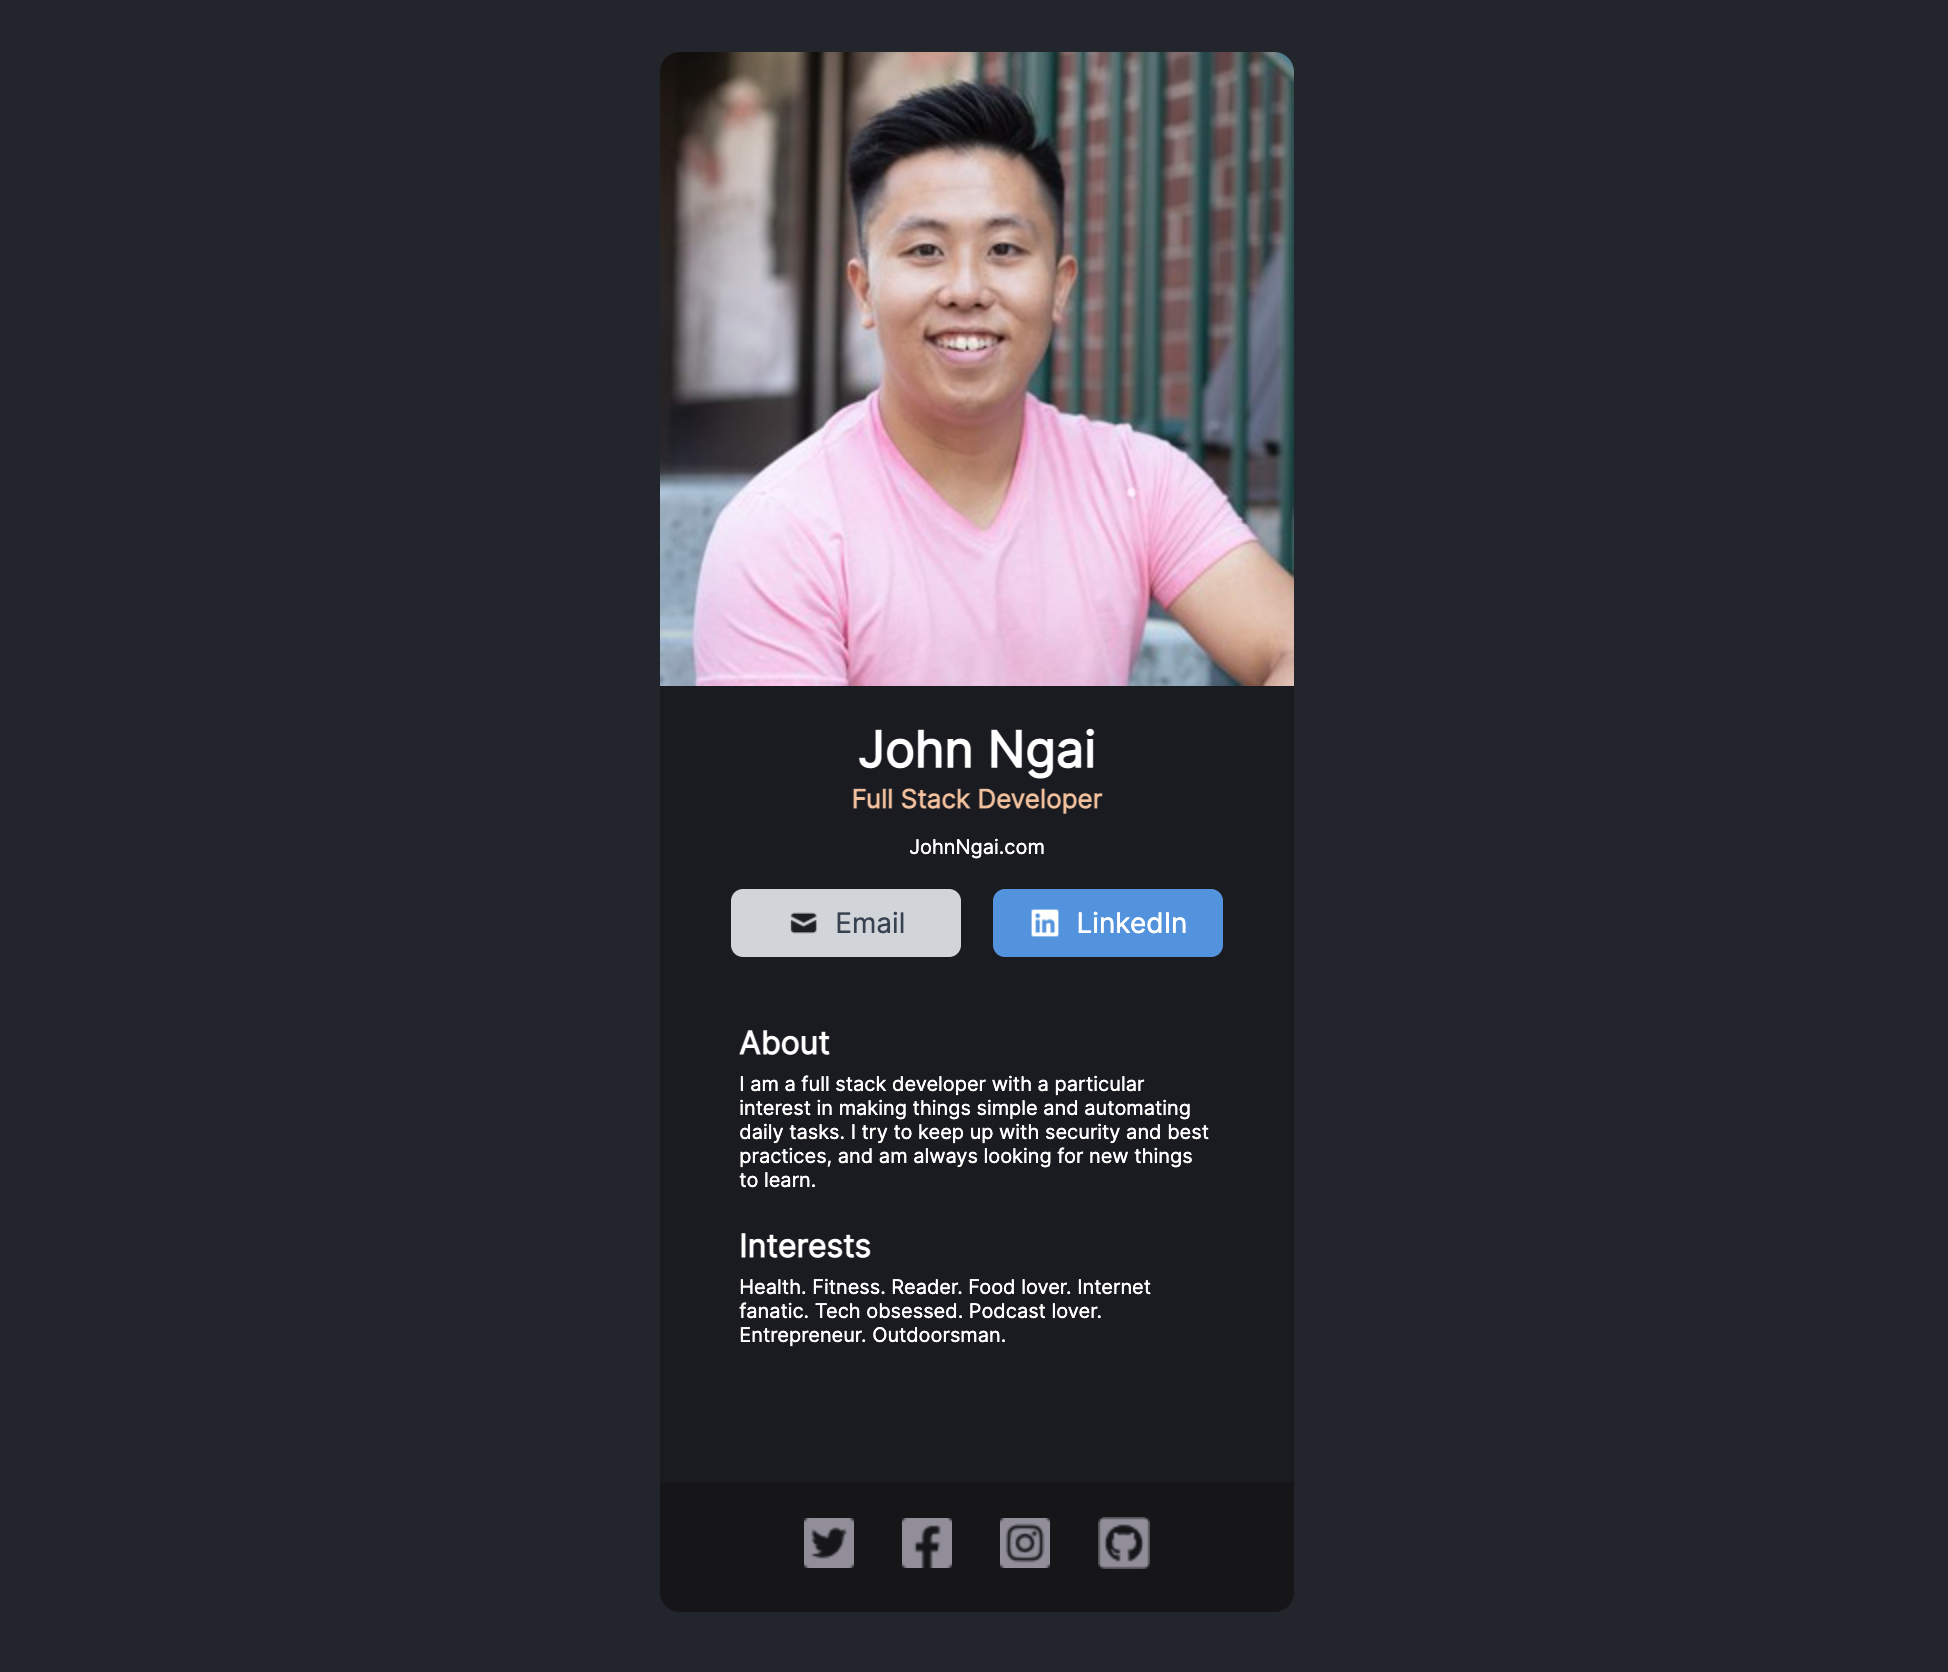 John Ngai
Full Stack Developer
JohnNgai.com
Email
LinkedIn
About
I am a full stack developer with a particular
interest in making things simple and automating
daily tasks. I try to keep up with security and best
practices, and am always looking for new things
to learn.
Interests
Health. Fitness. Reader. Food lover. Internet
fanatic. Tech obsessed. Podcast lover.
Entrepreneur. Outdoorsman.